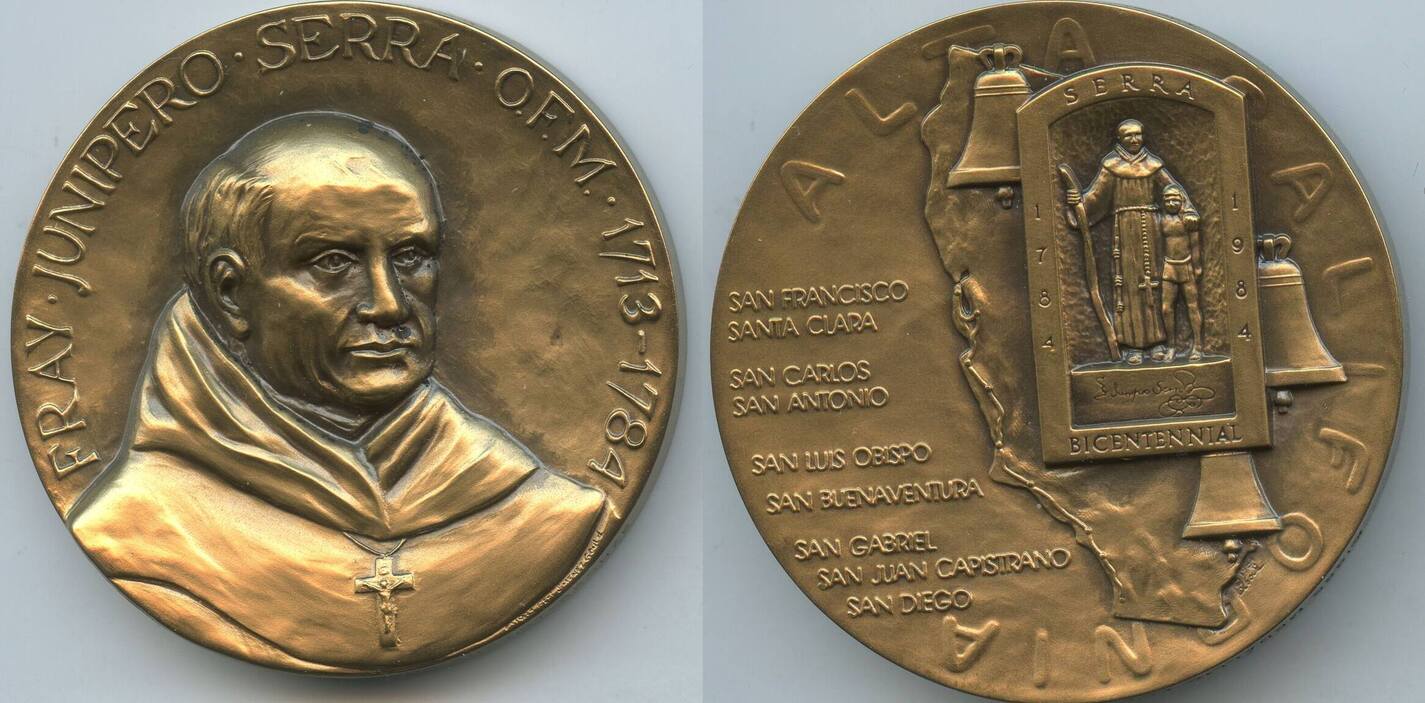 FRAY · JUNIPERO · SERRA · O.F.M. · 1713-1784
ALTA CALIFORNIA
SERRA
1784
1984
BICENTENNIAL
SAN FRANCISCO
SANTA CLARA
SAN CARLOS
SAN ANTONIO
SAN LUIS OBISPO
SAN BUENAVENTURA
SAN GABRIEL
SAN JUAN CAPISTRANO
SAN DIEGO